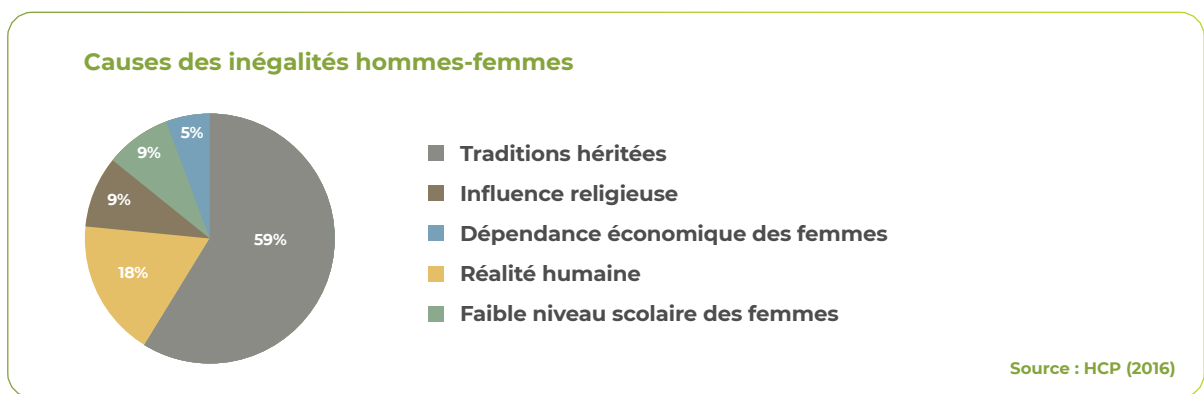 Causes des inégalités hommes-femmes
5%
9%
9%
18%
59%
Traditions héritées
Influence religieuse
Dépendance économique des femmes
Réalité humaine
Faible niveau scolaire des femmes
Source : HCP (2016)